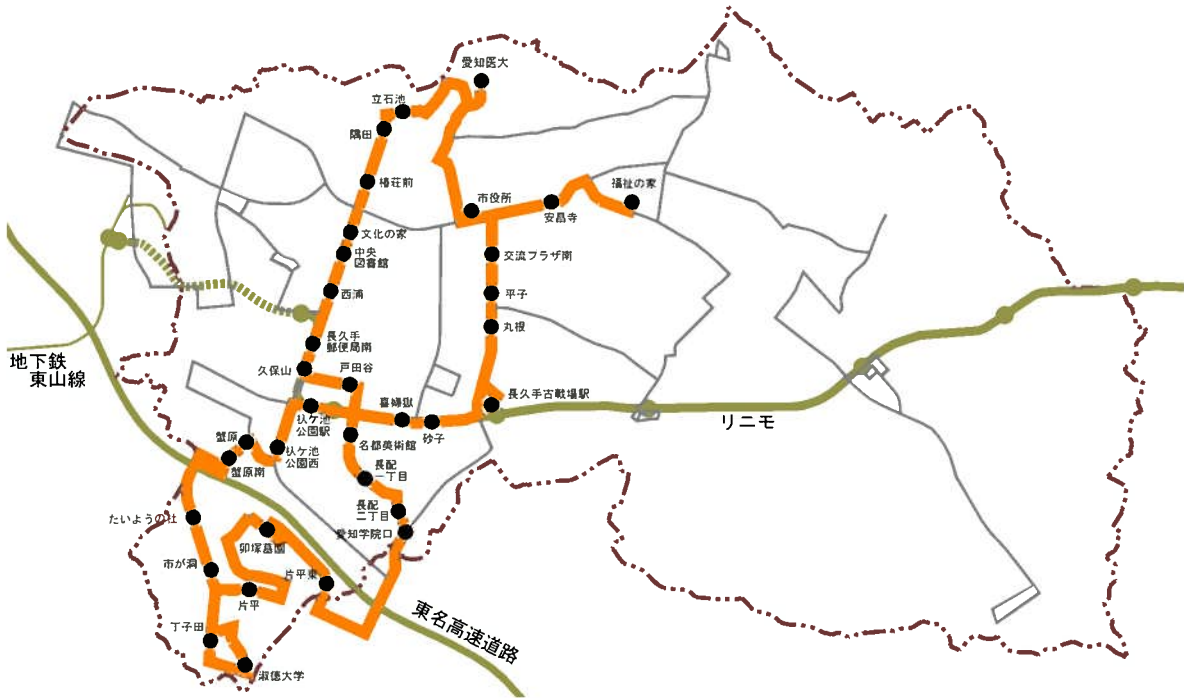 愛知医大
立石池
隅田
椿荘前
福祉の家
市役所
安昌寺
文化の家
中央
図書館
交流プラザ南
西浦
平子
丸根
長久手
郵便局南
地下鉄
東山線
久保山
戸田谷
長久手古戦場駅
喜婦嶽
リニモ
杁ケ池
公園駅
砂子
蟹原
名都美術館
杁ケ池
公園西
蟹原南
長配
一丁目
長配
二丁目
たいようの杜
愛知学院口
卯塚墓園
市が洞
片平東
片平
東名高速道路
丁子田
淑徳大学